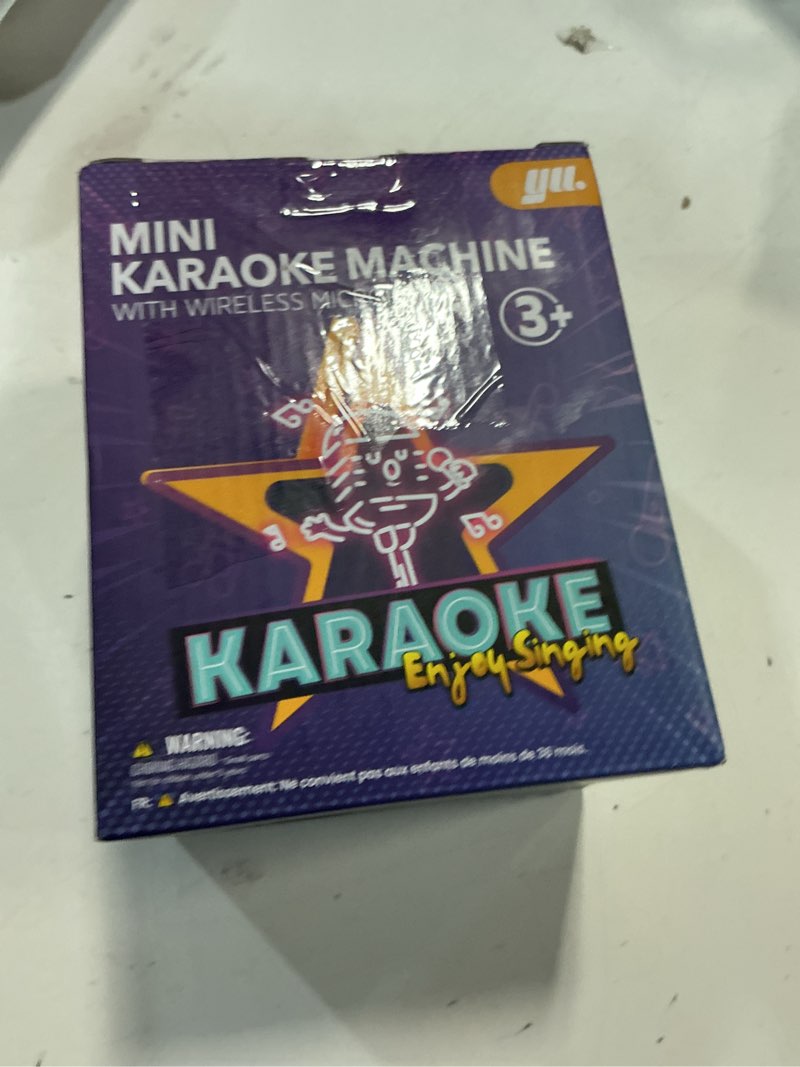 yu.
MINI
KARAOKE MACHINE
WITH WIRELESS
3+
KARAOKE
Enjoy Singing
WARNING:
FR: Avertissement: Ne convient pas aux enfants de moins de 36 mois.